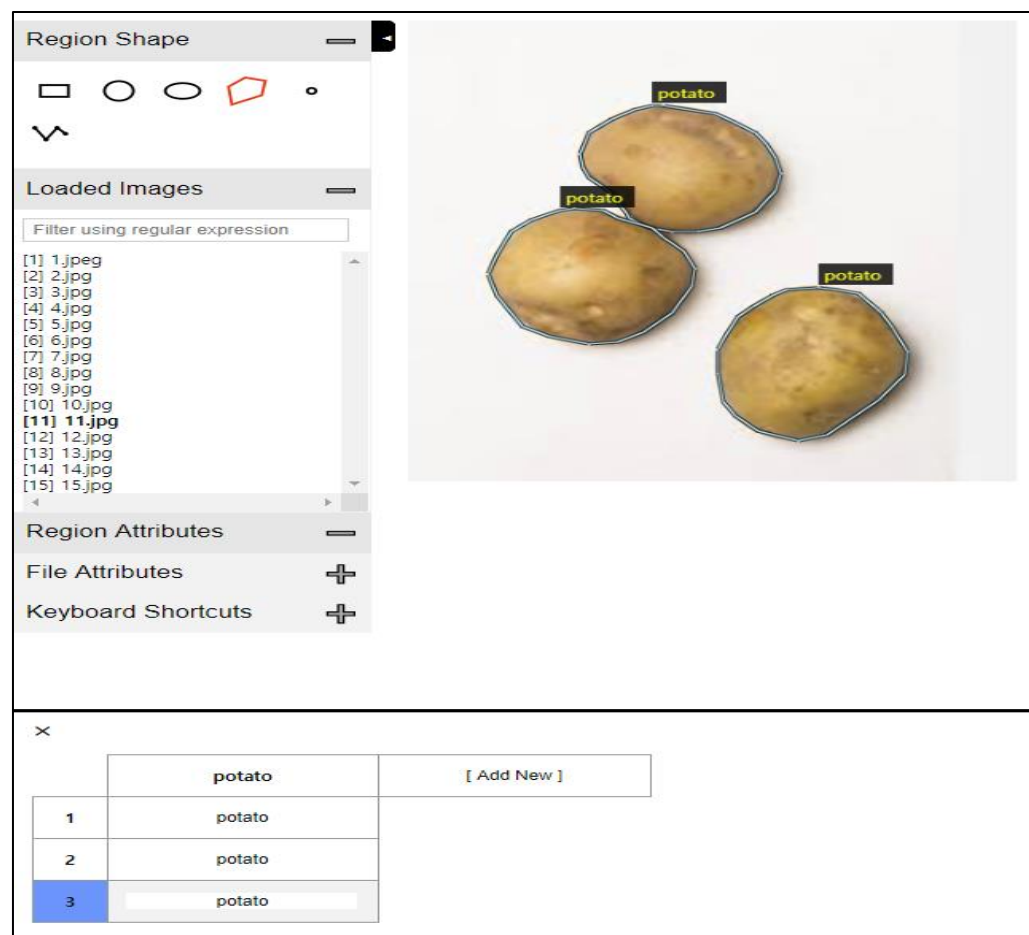 Region Shape
Loaded Images
Filter using regular expression
[1] 1.jpeg
[2] 2.jpg
[3] 3.jpg
[4] 4.jpg
[5] 5.jpg
[6] 6.jpg
[7] 7.jpg
[8] 8.jpg
[9] 9.jpg
[10] 10.jpg
[11] 11.jpg
[12] 12.jpg
[13] 13.jpg
[14] 14.jpg
[15] 15.jpg
Region Attributes
File Attributes
Keyboard Shortcuts
potato
potato
potato
potato [ Add New ]
1 potato
2 potato
3 potato